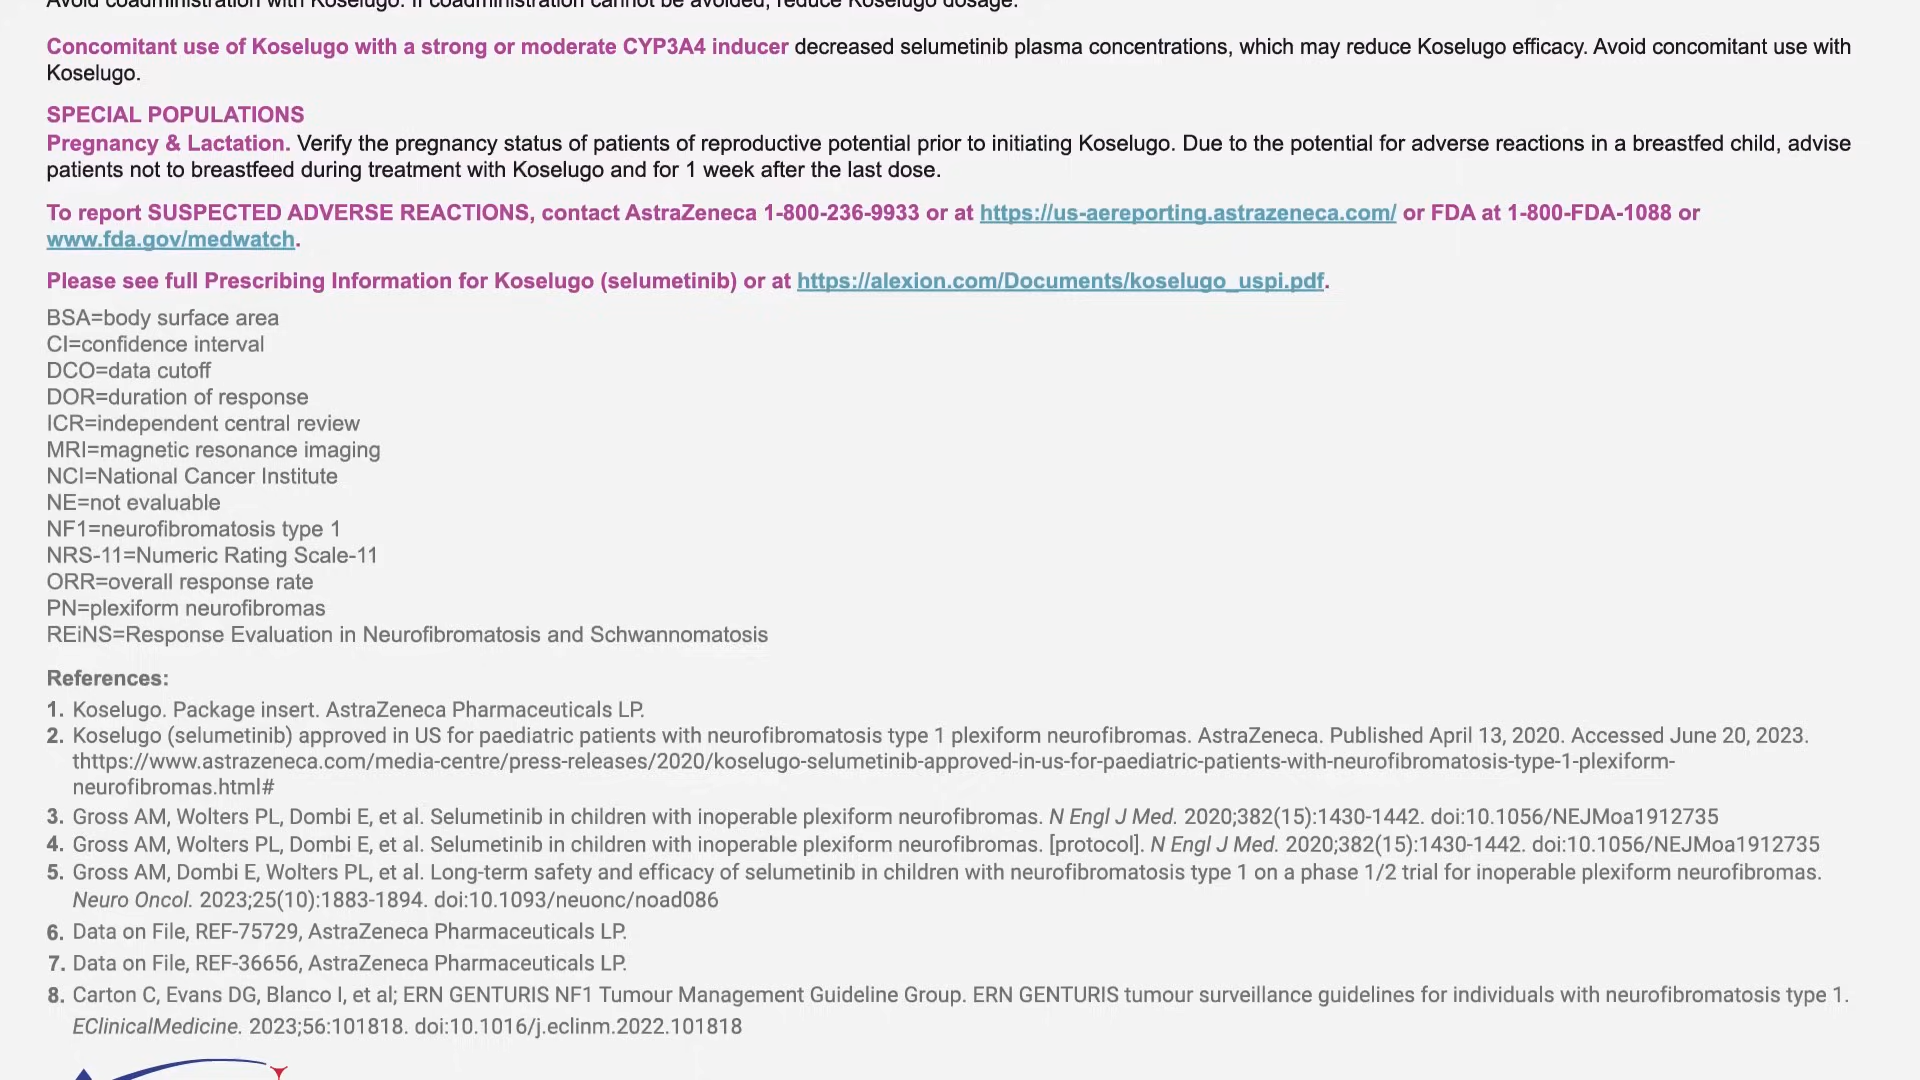 Avoid coadministration with Koselugo. If coadministration cannot be avoided, reduce Koselugo dosage.
Concomitant use of Koselugo with a strong or moderate CYP3A4 inducer decreased selumetinib plasma concentrations, which may reduce Koselugo efficacy. Avoid concomitant use with
Koselugo.
SPECIAL POPULATIONS
Pregnancy & Lactation. Verify the pregnancy status of patients of reproductive potential prior to initiating Koselugo. Due to the potential for adverse reactions in a breastfed child, advise
patients not to breastfeed during treatment with Koselugo and for 1 week after the last dose.
To report SUSPECTED ADVERSE REACTIONS, contact AstraZeneca 1-800-236-9933 or at https://us-aereporting.astrazeneca.com/ or FDA at 1-800-FDA-1088 or
www.fda.gov/medwatch.
Please see full Prescribing Information for Koselugo (selumetinib) or at https://alexion.com/Documents/koselugo_uspi.pdf.
BSA=body surface area
CI=confidence interval
DCO=data cutoff
DOR=duration of response
ICR=independent central review
MRI=magnetic resonance imaging
NCI=National Cancer Institute
NE=not evaluable
NF1=neurofibromatosis type 1
NRS-11=Numeric Rating Scale-11
ORR=overall response rate
PN=plexiform neurofibromas
REiNS=Response Evaluation in Neurofibromatosis and Schwannomatosis
References:
1. Koselugo. Package insert. AstraZeneca Pharmaceuticals LP.
2. Koselugo (selumetinib) approved in US for paediatric patients with neurofibromatosis type 1 plexiform neurofibromas. AstraZeneca. Published April 13, 2020. Accessed June 20, 2023.
thttps://www.astrazeneca.com/media-centre/press-releases/2020/koselugo-selumetinib-approved-in-us-for-paediatric-patients-with-neurofibromatosis-type-1-plexiform-
neurofibromas.html#
3. Gross AM, Wolters PL, Dombi E, et al. Selumetinib in children with inoperable plexiform neurofibromas. N Engl J Med. 2020;382(15):1430-1442. doi:10.1056/NEJMoa1912735
4. Gross AM, Wolters PL, Dombi E, et al. Selumetinib in children with inoperable plexiform neurofibromas. [protocol]. N Engl J Med. 2020;382(15):1430-1442. doi:10.1056/NEJMoa1912735
5. Gross AM, Dombi E, Wolters PL, et al. Long-term safety and efficacy of selumetinib in children with neurofibromatosis type 1 on a phase 1/2 trial for inoperable plexiform neurofibromas.
Neuro Oncol. 2023;25(10):1883-1894. doi:10.1093/neuonc/noad086
6. Data on File, REF-75729, AstraZeneca Pharmaceuticals LP.
7. Data on File, REF-36656, AstraZeneca Pharmaceuticals LP.
8. Carton C, Evans DG, Blanco I, et al; ERN GENTURIS NF1 Tumour Management Guideline Group. ERN GENTURIS tumour surveillance guidelines for individuals with neurofibromatosis type 1.
EClinicalMedicine. 2023;56:101818. doi:10.1016/j.eclinm.2022.101818